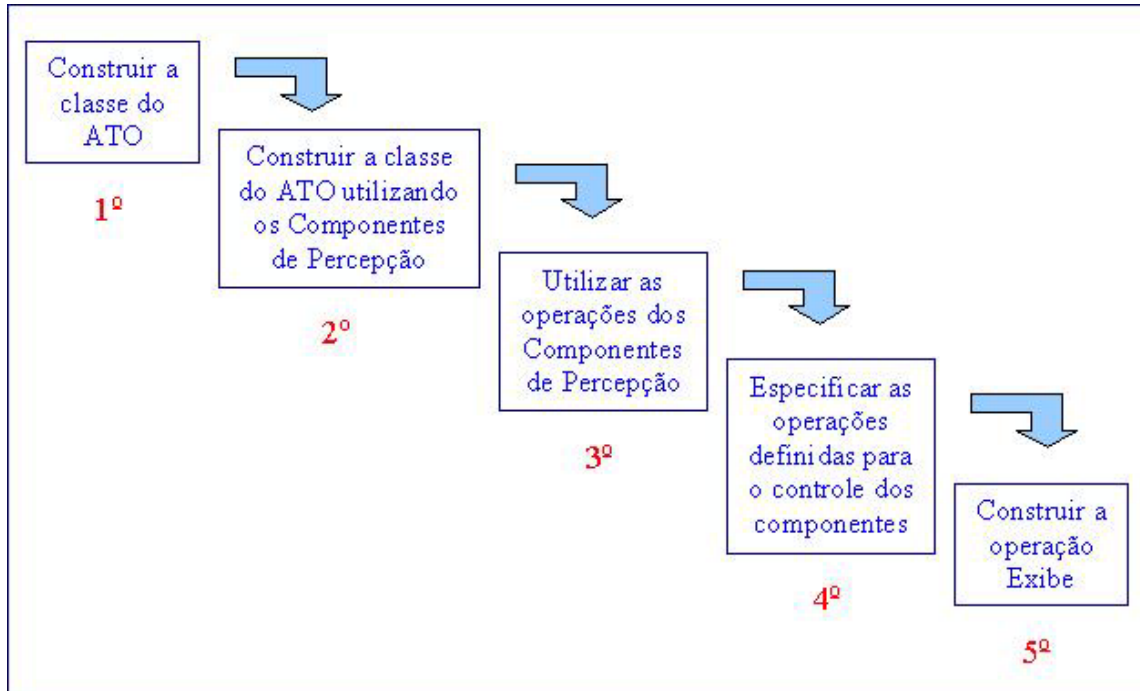 Construir a
classe do
ATO
1º
Construir a classe
do ATO utilizando
os Componentes
de Percepção
2º
Utilizar as
operações dos
Componentes
de Percepção
3º
Especificar as
operações
definidas para
o controle dos
componentes
4º
Construir a
operação
Exibe
5º